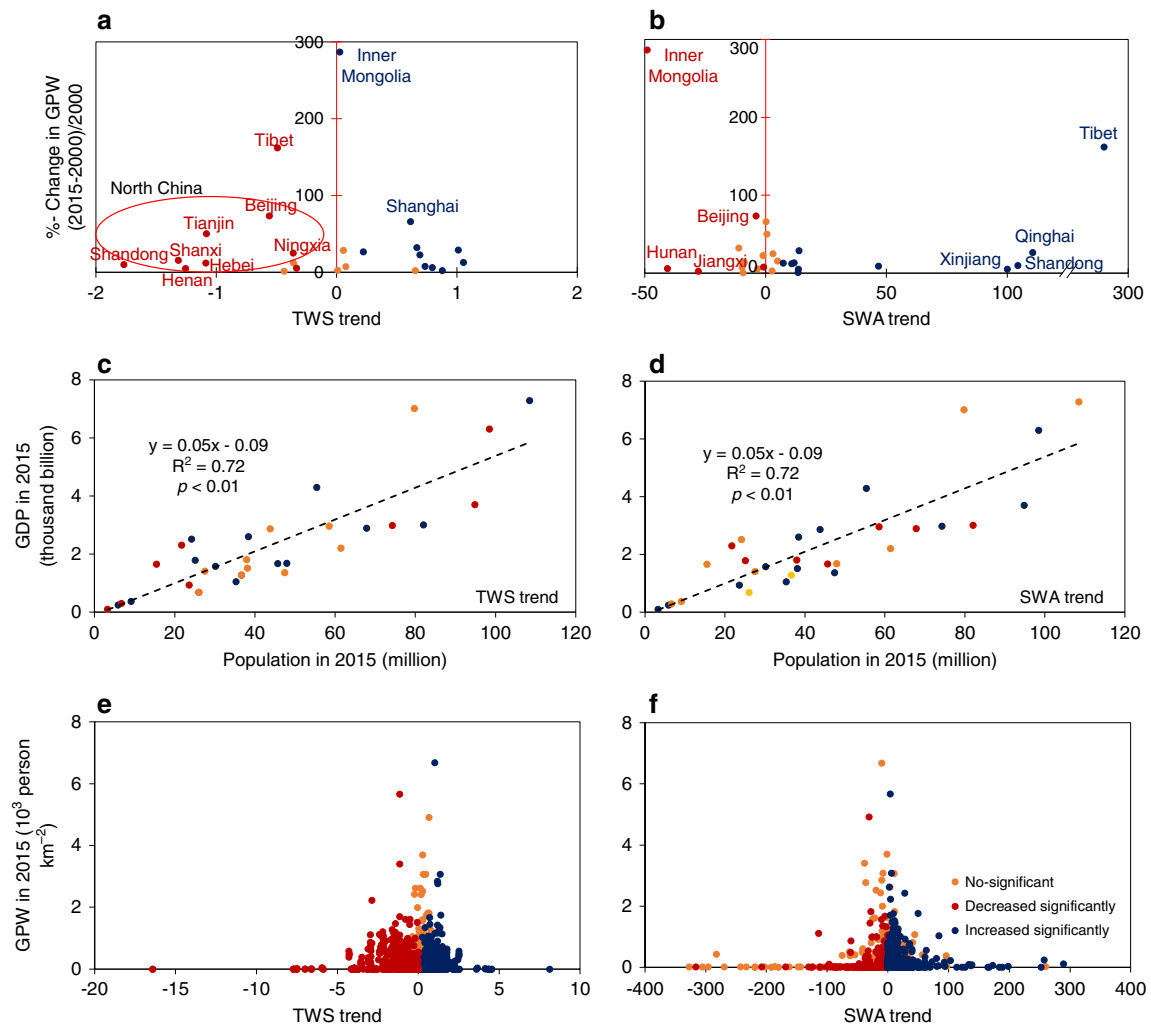 a
%- Change in GPW
(2015-2000)/2000
300
200
100
0
Inner
Mongolia
Tibet
North China
Beijing
Shanghai
Tianjin
Ningxia
Shandong
Shanxi
Hebei
Henan
-2
-1
0
1
2
TWS trend
b
300
200
100
0
Inner
Mongolia
Tibet
Beijing
Qinghai
Hunan
Jiangxi
Xinjiang
Shandong
-50
0
50
100
300
SWA trend
c
GDP in 2015
(thousand billion)
8
6
4
2
0
y = 0.05x - 0.09
R² = 0.72
p < 0.01
TWS trend
0
20
40
60
80
100
120
Population in 2015 (million)
d
8
6
4
2
0
y = 0.05x - 0.09
R² = 0.72
p < 0.01
SWA trend
0
20
40
60
80
100
120
Population in 2015 (million)
e
GPW in 2015 (10³ person
km⁻²)
8
6
4
2
0
-20
-15
-10
-5
0
5
10
TWS trend
f
8
6
4
2
0
No-significant
Decreased significantly
Increased significantly
-400
-300
-200
-100
0
100
200
300
400
SWA trend